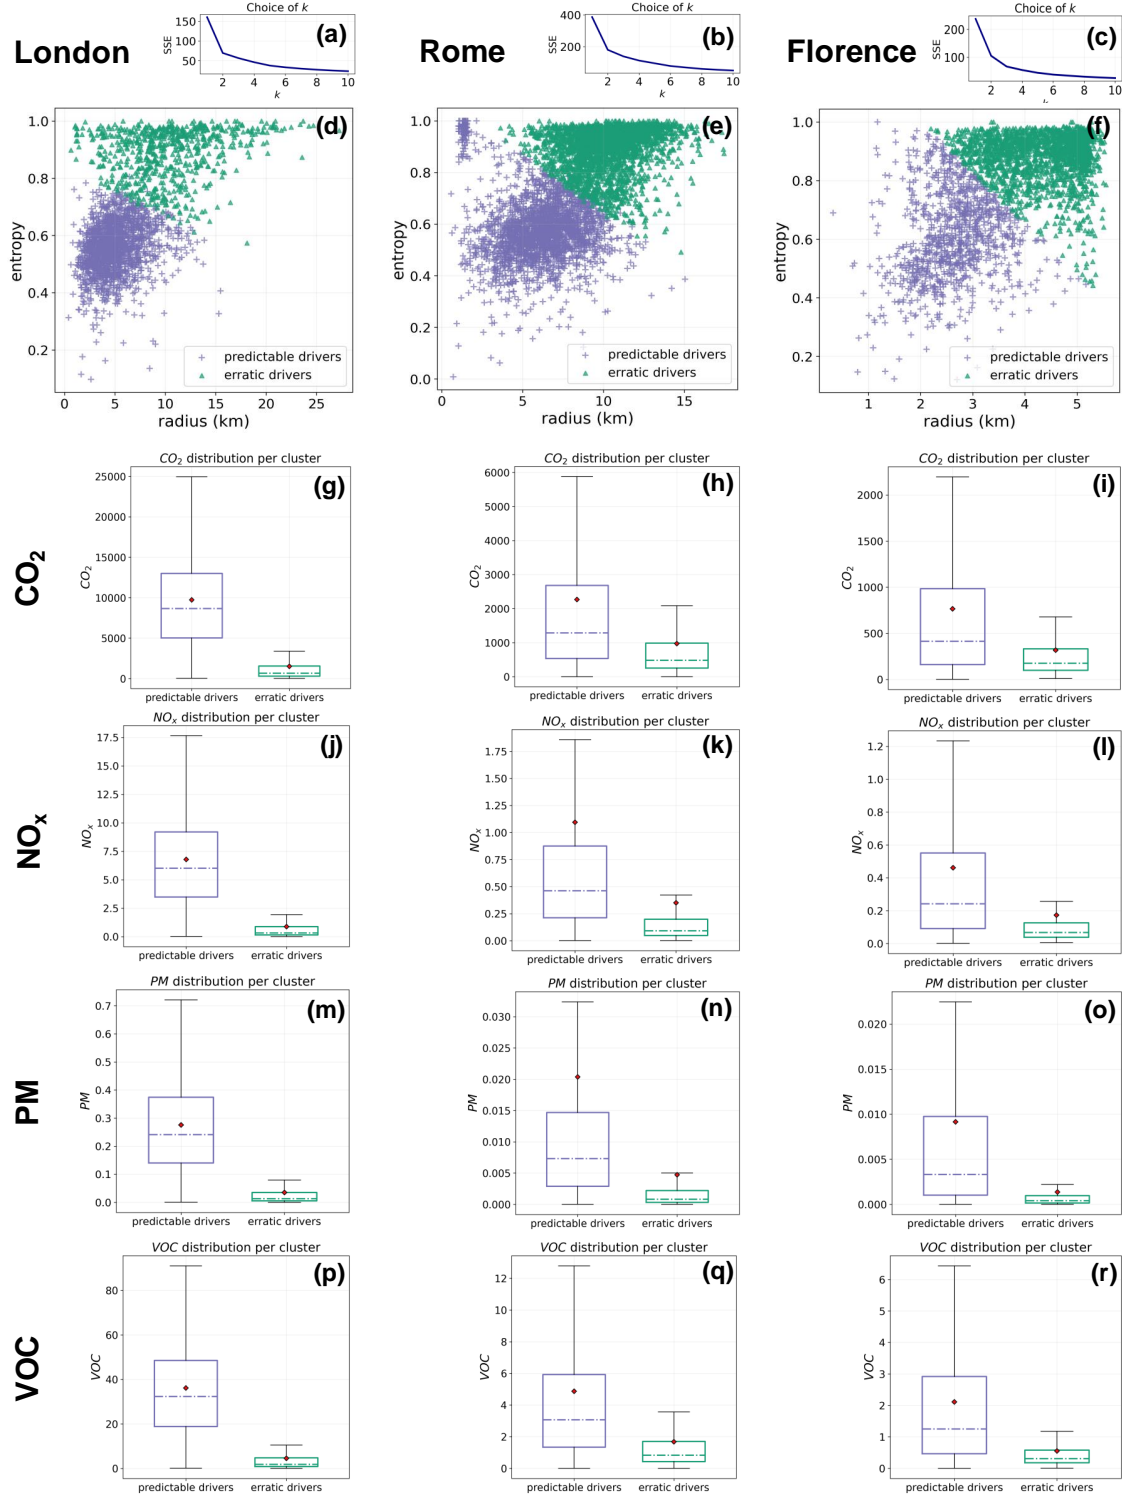 London
Choice of k
(a)
SSE
150
100
50
2 4 6 8 10
k
Rome
Choice of k
(b)
SSE
400
200
2 4 6 8 10
k
Florence
Choice of k
(c)
SSE
200
100
2 4 6 8 10
(d)
entropy
1.0
0.8
0.6
0.4
0.2
predictable drivers
erratic drivers
0 5 10 15 20 25
radius (km)
(e)
entropy
1.0
0.8
0.6
0.4
0.2
0.0
predictable drivers
erratic drivers
0 5 10 15
radius (km)
(f)
entropy
1.0
0.8
0.6
0.4
0.2
predictable drivers
erratic drivers
1 2 3 4 5
radius (km)
CO2
CO2 distribution per cluster
(g)
CO2
25000
20000
15000
10000
5000
0
predictable drivers erratic drivers
CO2 distribution per cluster
(h)
CO2
6000
5000
4000
3000
2000
1000
0
predictable drivers erratic drivers
CO2 distribution per cluster
(i)
CO2
2000
1500
1000
500
0
predictable drivers erratic drivers
NOx
NOx distribution per cluster
(j)
NOx
17.5
15.0
12.5
10.0
7.5
5.0
2.5
0.0
predictable drivers erratic drivers
NOx distribution per cluster
(k)
NOx
1.75
1.50
1.25
1.00
0.75
0.50
0.25
0.00
predictable drivers erratic drivers
NOx distribution per cluster
(l)
NOx
1.2
1.0
0.8
0.6
0.4
0.2
0.0
predictable drivers erratic drivers
PM
PM distribution per cluster
(m)
PM
0.7
0.6
0.5
0.4
0.3
0.2
0.1
0.0
predictable drivers erratic drivers
PM distribution per cluster
(n)
PM
0.030
0.025
0.020
0.015
0.010
0.005
0.000
predictable drivers erratic drivers
PM distribution per cluster
(o)
PM
0.020
0.015
0.010
0.005
0.000
predictable drivers erratic drivers
VOC
VOC distribution per cluster
(p)
VOC
80
60
40
20
0
predictable drivers erratic drivers
VOC distribution per cluster
(q)
VOC
12
10
8
6
4
2
0
predictable drivers erratic drivers
VOC distribution per cluster
(r)
VOC
6
5
4
3
2
1
0
predictable drivers erratic drivers